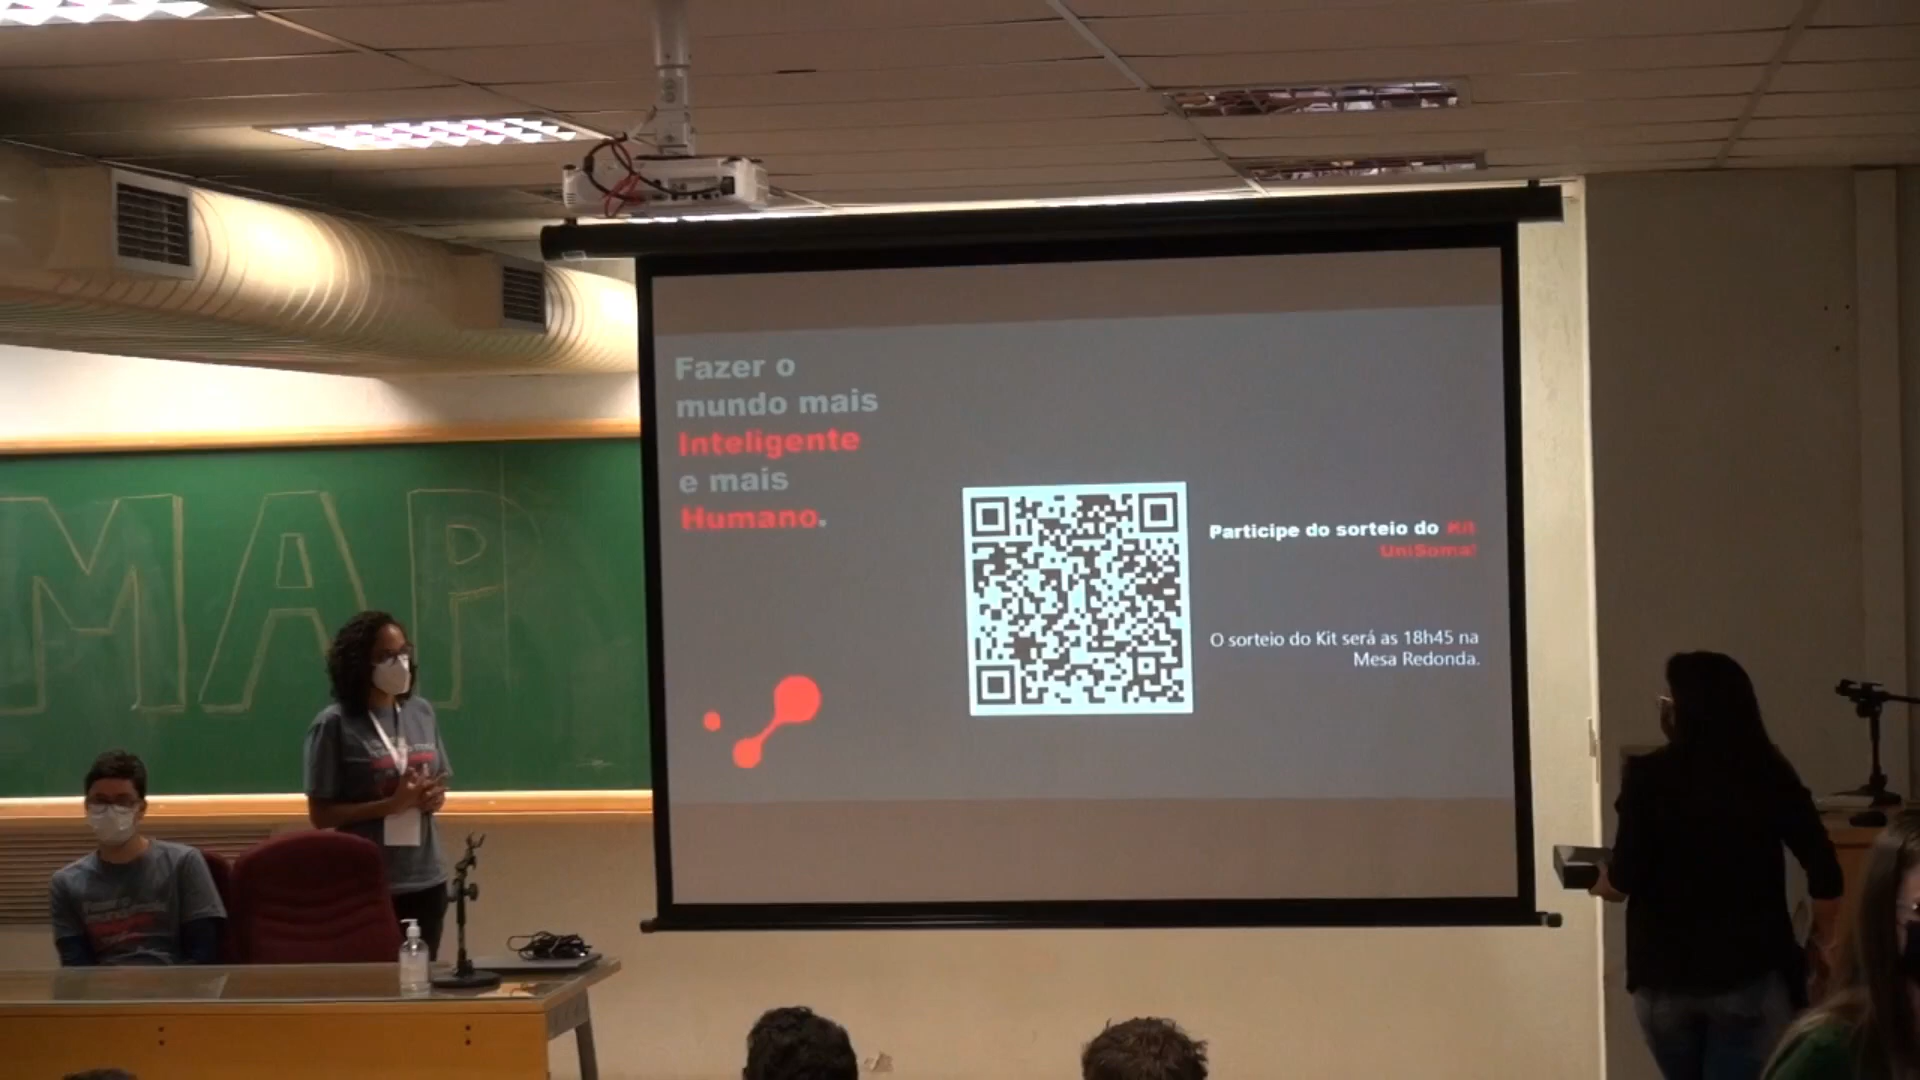 MAP
Fazer o
mundo mais
Inteligente
e mais
Humano.
Participe do sorteio do Kit
UniSoma!
O sorteio do Kit será as 18h45 na
Mesa Redonda.